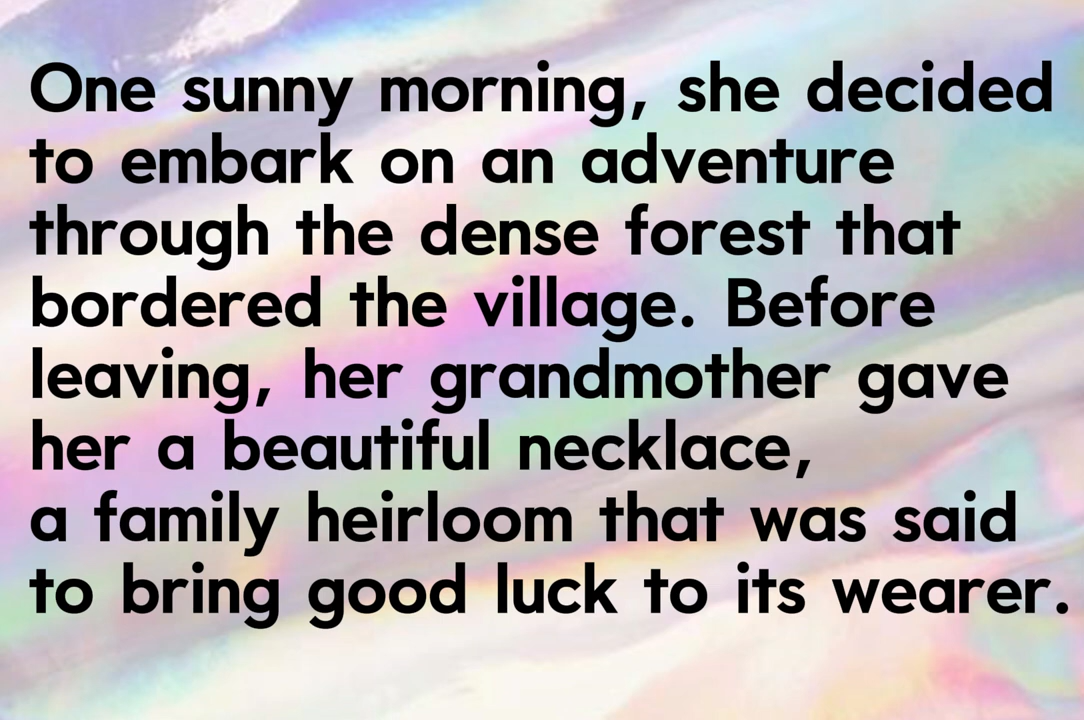 One sunny morning, she decided
to embark on an adventure
through the dense forest that
bordered the village. Before
leaving, her grandmother gave
her a beautiful necklace,
a family heirloom that was said
to bring good luck to its wearer.